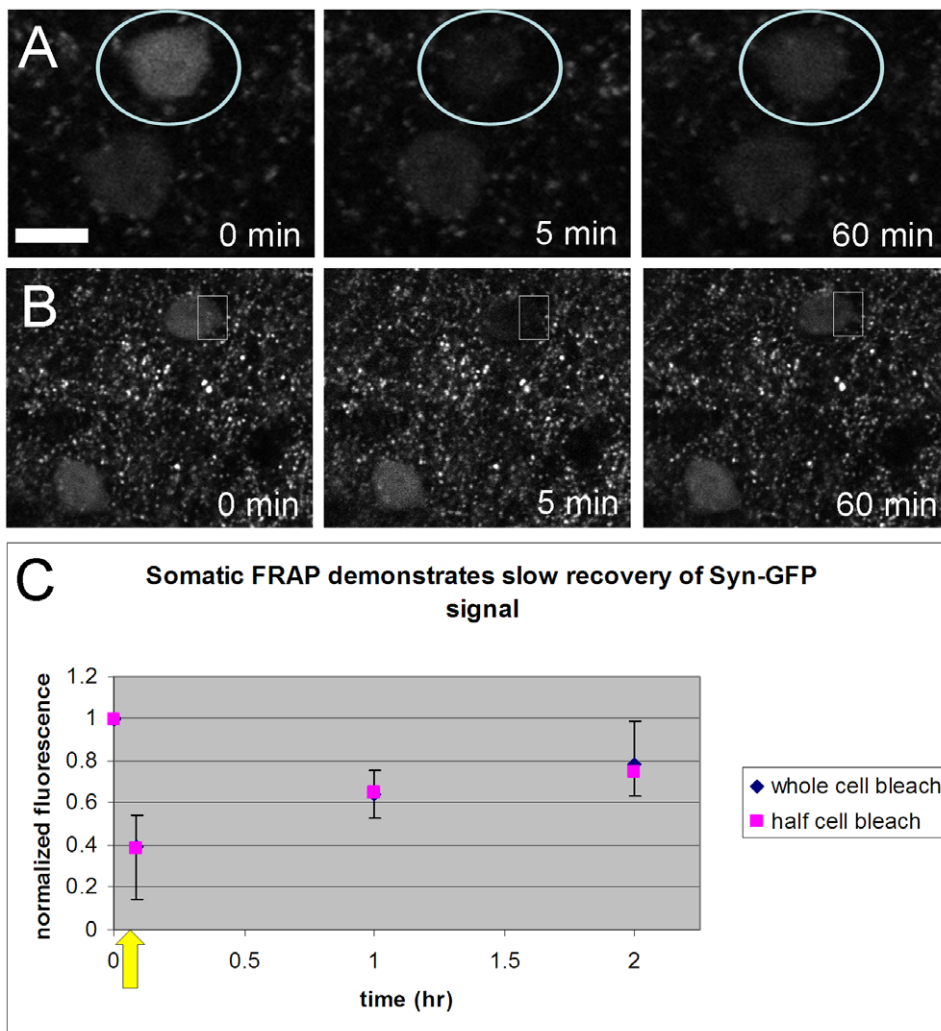 A
0 min
5 min
60 min
B
0 min
5 min
60 min
C
Somatic FRAP demonstrates slow recovery of Syn-GFP
signal
normalized fluorescence
1.2
1
0.8
0.6
0.4
0.2
0
0
0.5
1
1.5
2
time (hr)
whole cell bleach
half cell bleach